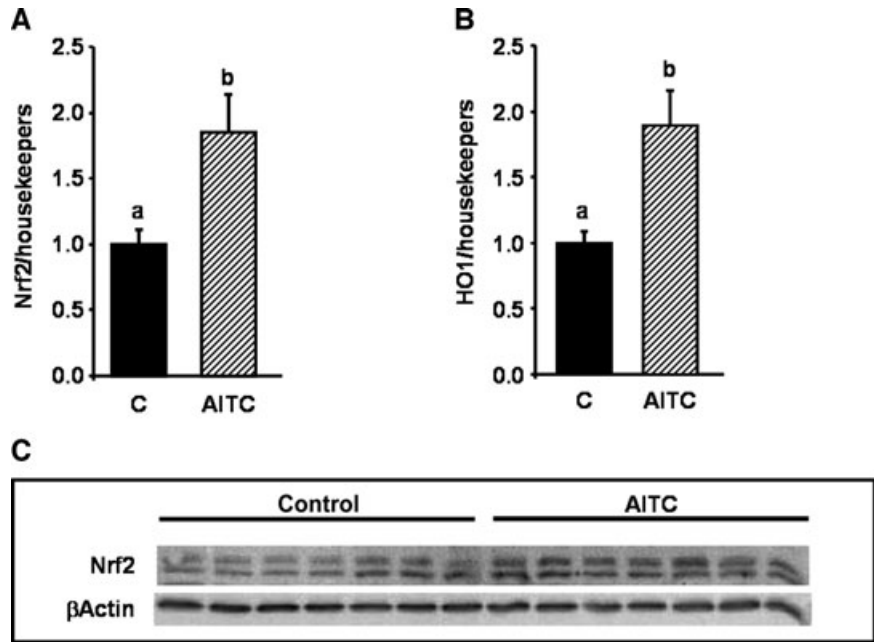 A
Nrf2/housekeepers
2.5
2.0
1.5
1.0
0.5
0.0
a
b
C
AITC
B
HO1/housekeepers
2.5
2.0
1.5
1.0
0.5
0.0
a
b
C
AITC
C
Control AITC
Nrf2
βActin